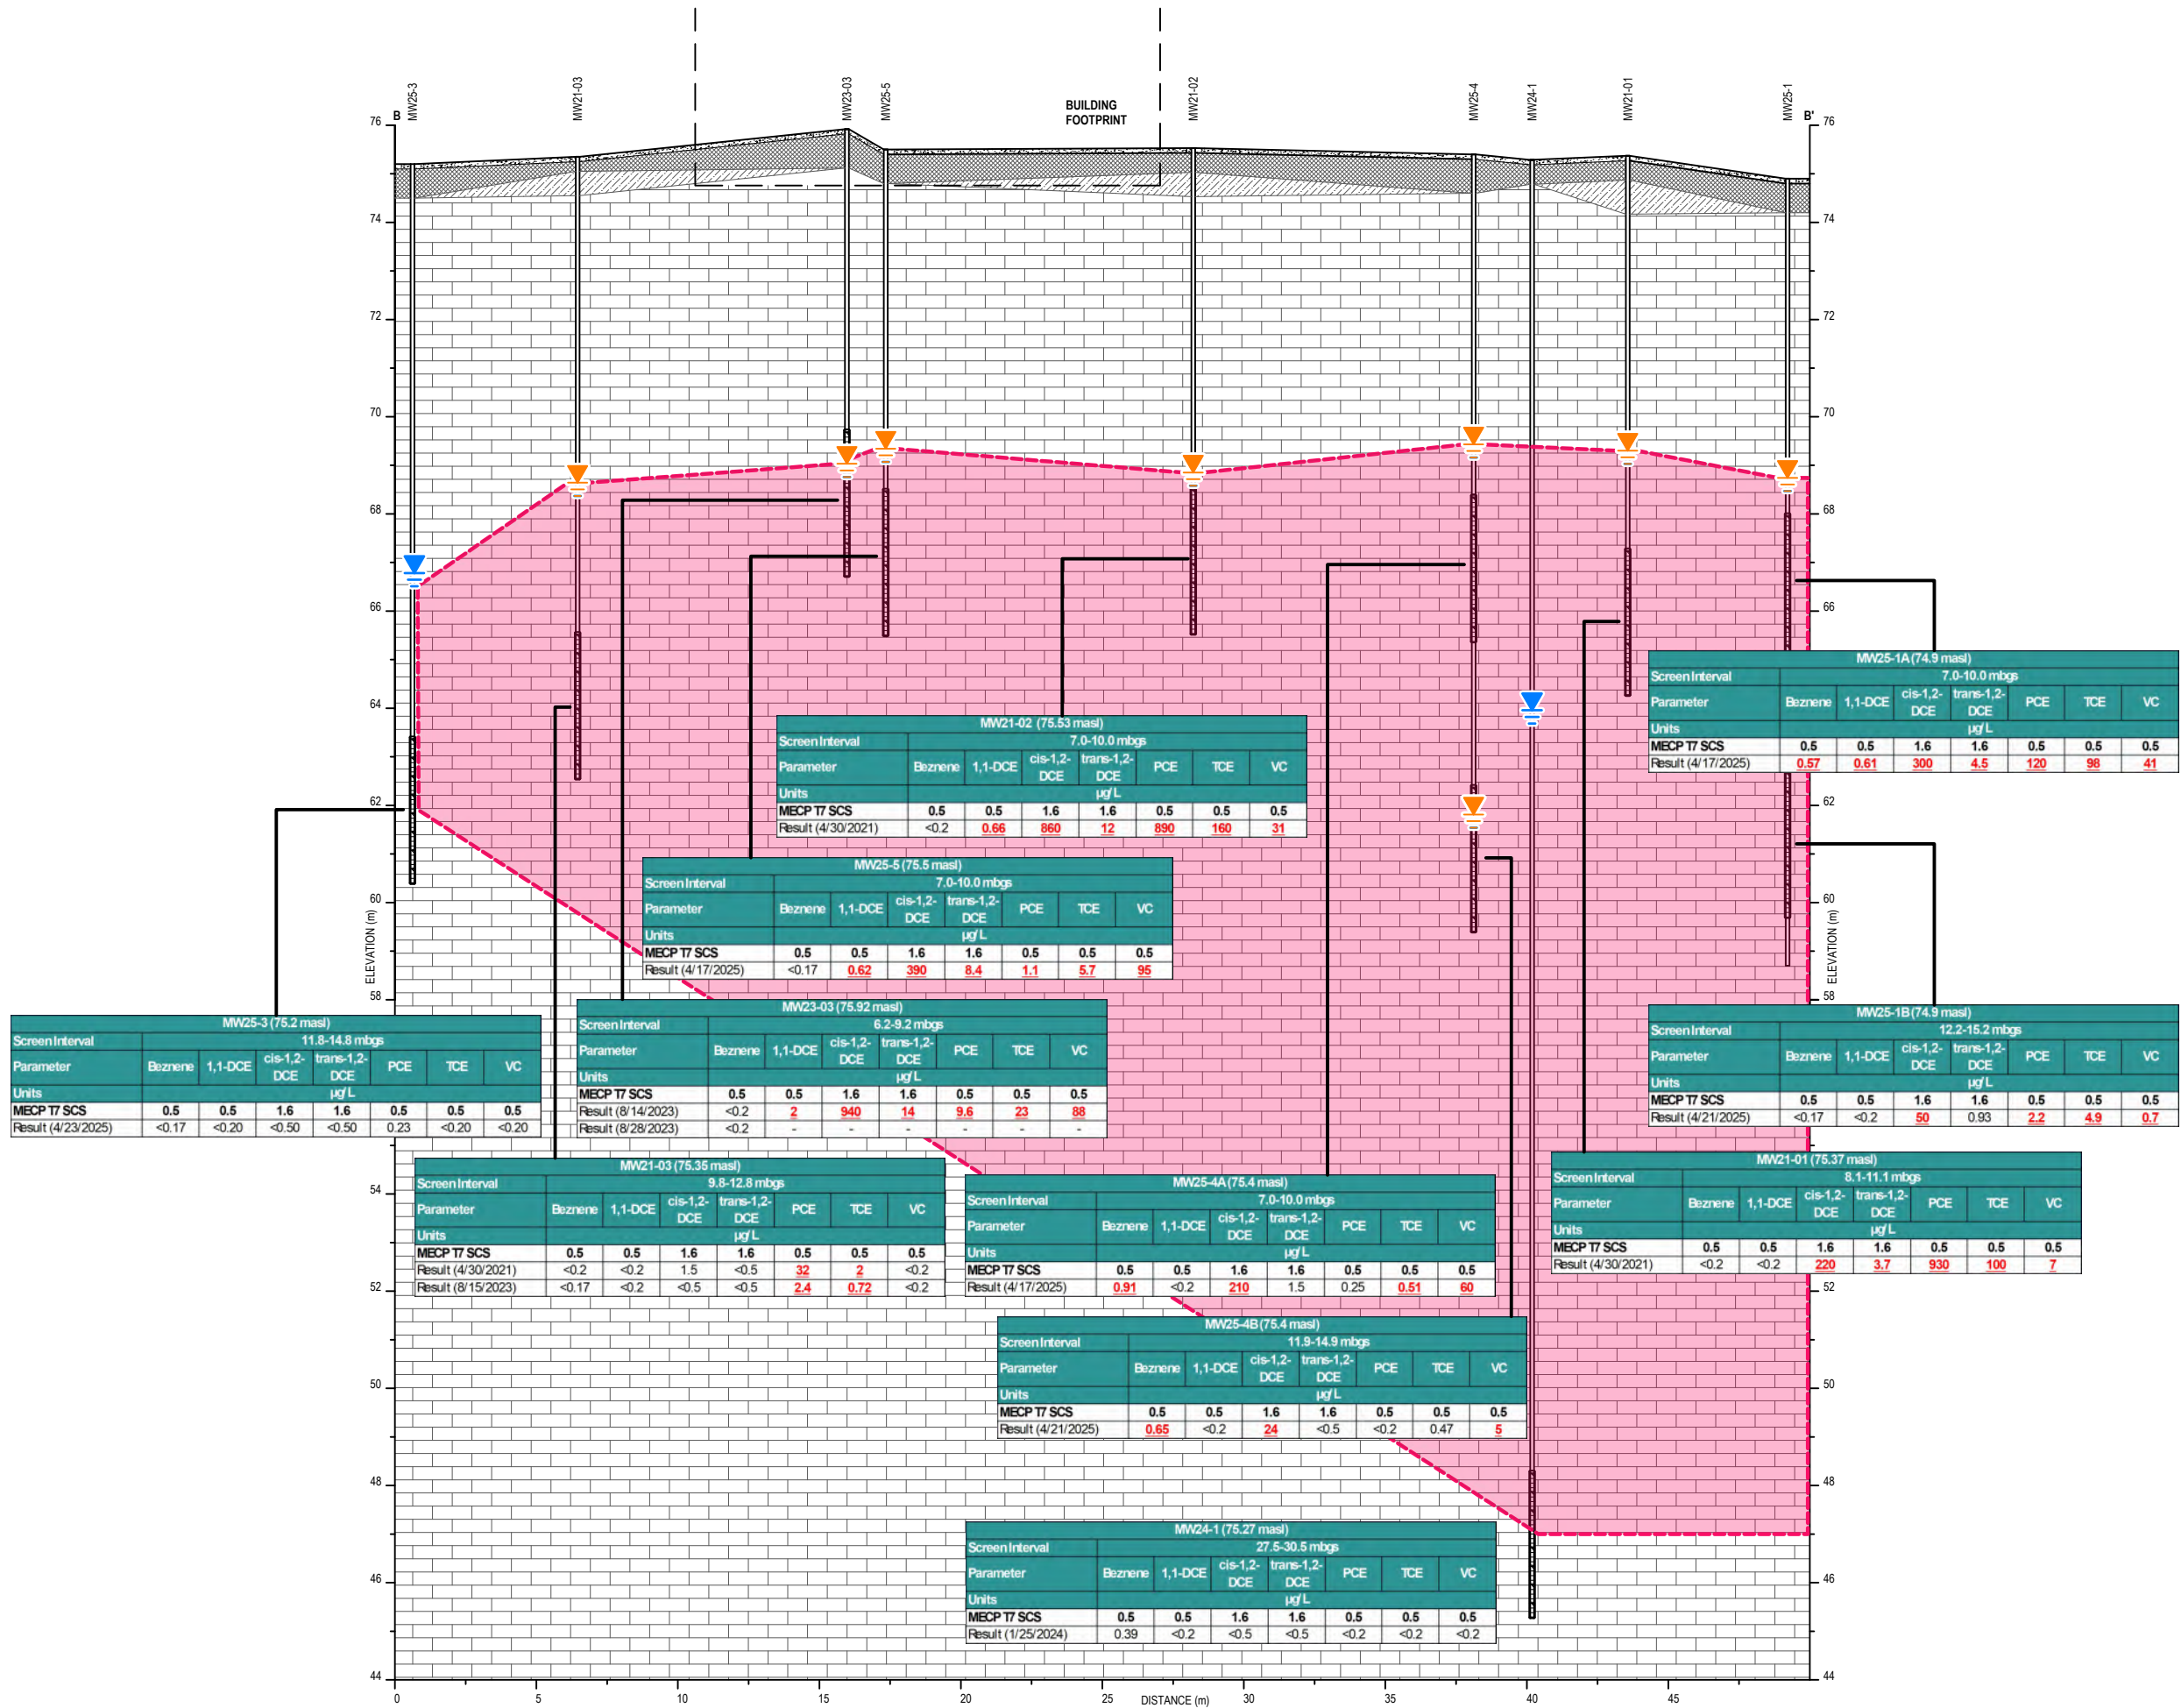 MW25-3
MW21-03
MW23-03
MW25-5
MW21-02
MW25-4
MW24-1
MW21-01
MW25-1
BUILDING
FOOTPRINT
B
B'
76
74
72
70
68
66
64
62
60
58
54
52
50
48
46
44
ELEVATION (m)
76
74
72
70
68
66
62
60
58
52
50
48
46
44
ELEVATION (m)
MW25-1A (74.9 masl)
Screen Interval 7.0-10.0 mbgs
Parameter Beznene 1,1-DCE cis-1,2-DCE trans-1,2-DCE PCE TCE VC
Units µg/L
MECP T7 SCS 0.5 0.5 1.6 1.6 0.5 0.5 0.5
Result (4/17/2025) 0.57 0.61 300 4.5 120 98 41
MW21-02 (75.53 masl)
Screen Interval 7.0-10.0 mbgs
Parameter Beznene 1,1-DCE cis-1,2-DCE trans-1,2-DCE PCE TCE VC
Units µg/L
MECP T7 SCS 0.5 0.5 1.6 1.6 0.5 0.5 0.5
Result (4/30/2021) <0.2 0.66 860 12 890 160 31
MW25-5 (75.5 masl)
Screen Interval 7.0-10.0 mbgs
Parameter Beznene 1,1-DCE cis-1,2-DCE trans-1,2-DCE PCE TCE VC
Units µg/L
MECP T7 SCS 0.5 0.5 1.6 1.6 0.5 0.5 0.5
Result (4/17/2025) <0.17 0.62 390 8.4 1.1 5.7 95
MW23-03 (75.92 masl)
Screen Interval 6.2-9.2 mbgs
Parameter Beznene 1,1-DCE cis-1,2-DCE trans-1,2-DCE PCE TCE VC
Units µg/L
MECP T7 SCS 0.5 0.5 1.6 1.6 0.5 0.5 0.5
Result (8/14/2023) <0.2 2 940 14 9.6 23 88
Result (8/28/2023) <0.2 - - - - - -
MW25-3 (75.2 masl)
Screen Interval 11.8-14.8 mbgs
Parameter Beznene 1,1-DCE cis-1,2-DCE trans-1,2-DCE PCE TCE VC
Units µg/L
MECP T7 SCS 0.5 0.5 1.6 1.6 0.5 0.5 0.5
Result (4/23/2025) <0.17 <0.20 <0.50 <0.50 0.23 <0.20 <0.20
MW25-1B (74.9 masl)
Screen Interval 12.2-15.2 mbgs
Parameter Beznene 1,1-DCE cis-1,2-DCE trans-1,2-DCE PCE TCE VC
Units µg/L
MECP T7 SCS 0.5 0.5 1.6 1.6 0.5 0.5 0.5
Result (4/21/2025) <0.17 <0.2 50 0.93 2.2 4.9 0.7
MW21-03 (75.35 masl)
Screen Interval 9.8-12.8 mbgs
Parameter Beznene 1,1-DCE cis-1,2-DCE trans-1,2-DCE PCE TCE VC
Units µg/L
MECP T7 SCS 0.5 0.5 1.6 1.6 0.5 0.5 0.5
Result (4/30/2021) <0.2 <0.2 1.5 <0.5 32 2 <0.2
Result (8/15/2023) <0.17 <0.2 <0.5 <0.5 2.4 0.72 <0.2
MW25-4A (75.4 masl)
Screen Interval 7.0-10.0 mbgs
Parameter Beznene 1,1-DCE cis-1,2-DCE trans-1,2-DCE PCE TCE VC
Units µg/L
MECP T7 SCS 0.5 0.5 1.6 1.6 0.5 0.5 0.5
Result (4/17/2025) 0.91 <0.2 210 1.5 0.25 0.51 60
MW21-01 (75.37 masl)
Screen Interval 8.1-11.1 mbgs
Parameter Beznene 1,1-DCE cis-1,2-DCE trans-1,2-DCE PCE TCE VC
Units µg/L
MECP T7 SCS 0.5 0.5 1.6 1.6 0.5 0.5 0.5
Result (4/30/2021) <0.2 <0.2 220 3.7 930 100 7
MW25-4B (75.4 masl)
Screen Interval 11.9-14.9 mbgs
Parameter Beznene 1,1-DCE cis-1,2-DCE trans-1,2-DCE PCE TCE VC
Units µg/L
MECP T7 SCS 0.5 0.5 1.6 1.6 0.5 0.5 0.5
Result (4/21/2025) 0.65 <0.2 24 <0.5 <0.2 0.47 5
MW24-1 (75.27 masl)
Screen Interval 27.5-30.5 mbgs
Parameter Beznene 1,1-DCE cis-1,2-DCE trans-1,2-DCE PCE TCE VC
Units µg/L
MECP T7 SCS 0.5 0.5 1.6 1.6 0.5 0.5 0.5
Result (1/25/2024) 0.39 <0.2 <0.5 <0.5 <0.2 <0.2 <0.2
0 5 10 15 20 25 30 35 40 45
DISTANCE (m)